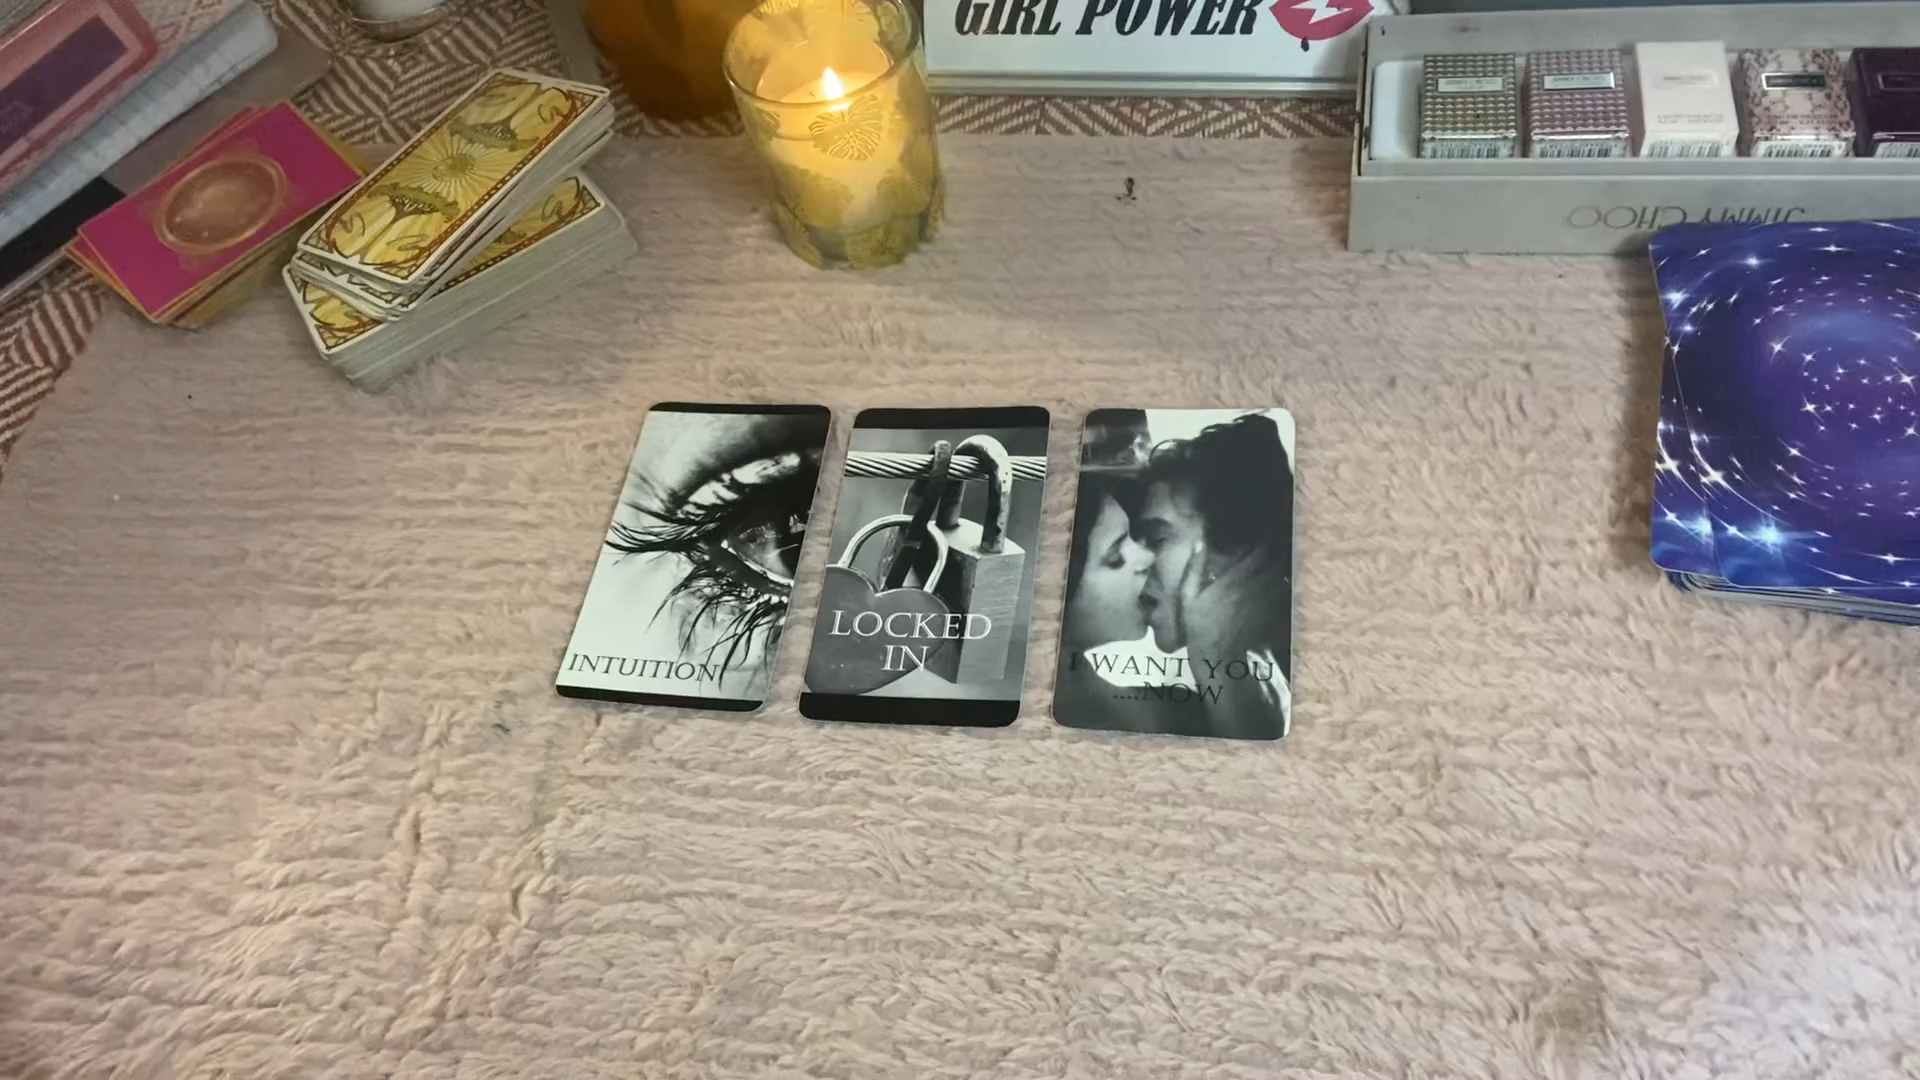 GIRL POWER
JIMMY CHOO
INTUITION
LOCKED
IN
I WANT YOU
....NOW